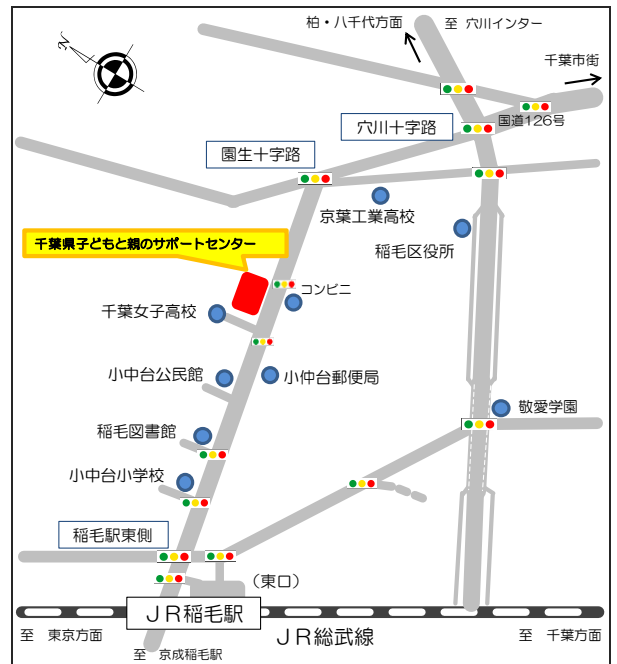 柏・八千代方面
至 穴川インター
N
千葉市街
国道126号
穴川十字路
園生十字路
京葉工業高校
稲毛区役所
千葉県子どもと親のサポートセンター
コンビニ
千葉女子高校
小中台公民館
小仲台郵便局
敬愛学園
稲毛図書館
小中台小学校
稲毛駅東側
(東口)
JR稲毛駅
JR総武線
至 東京方面
至 千葉方面
至 京成稲毛駅